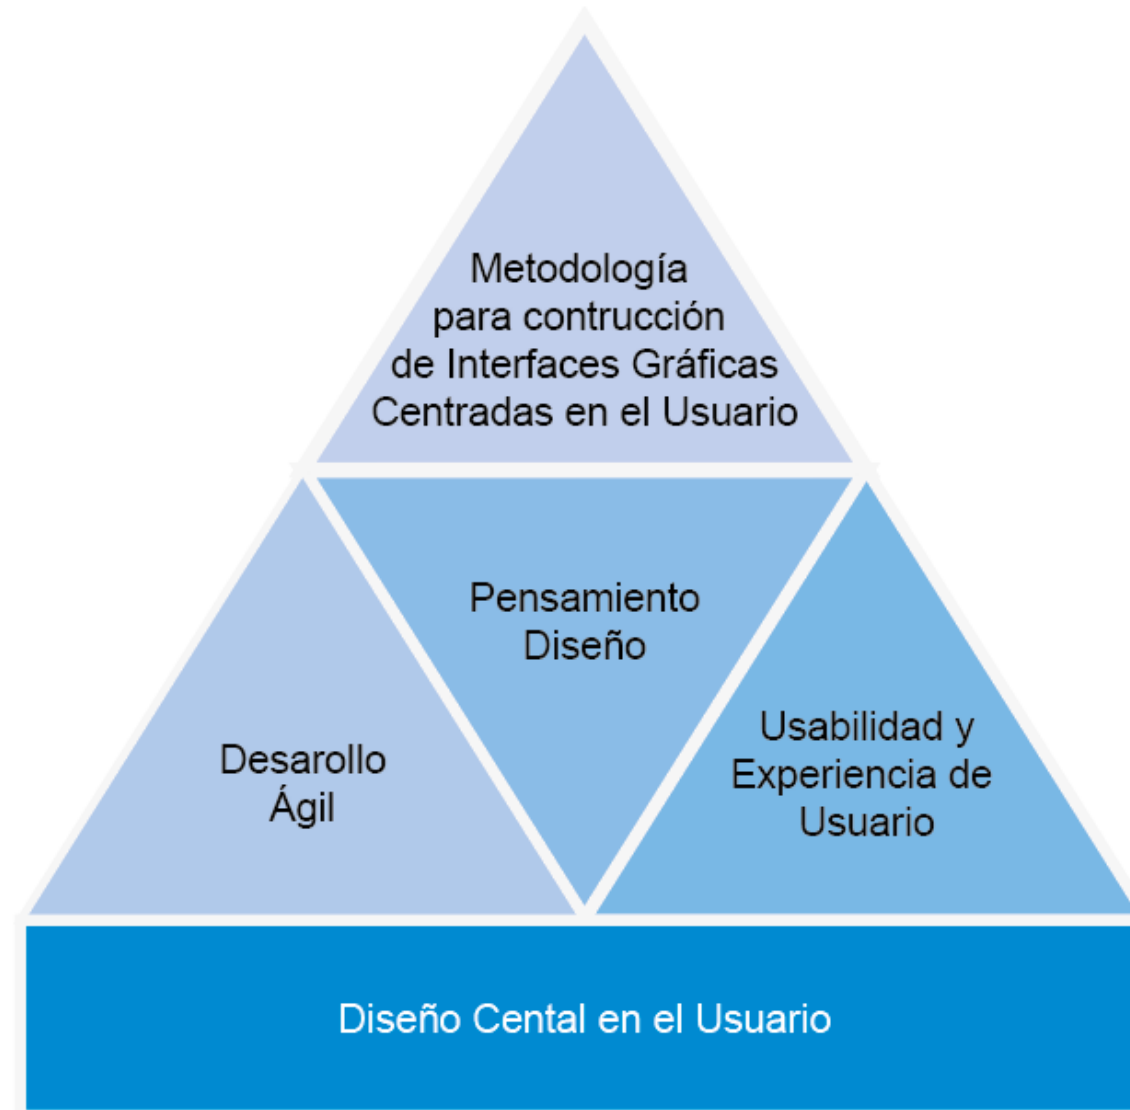 Metodología
para contrucción
de Interfaces Gráficas
Centradas en el Usuario
Pensamiento
Diseño
Desarollo
Ágil
Usabilidad y
Experiencia de
Usuario
Diseño Cental en el Usuario